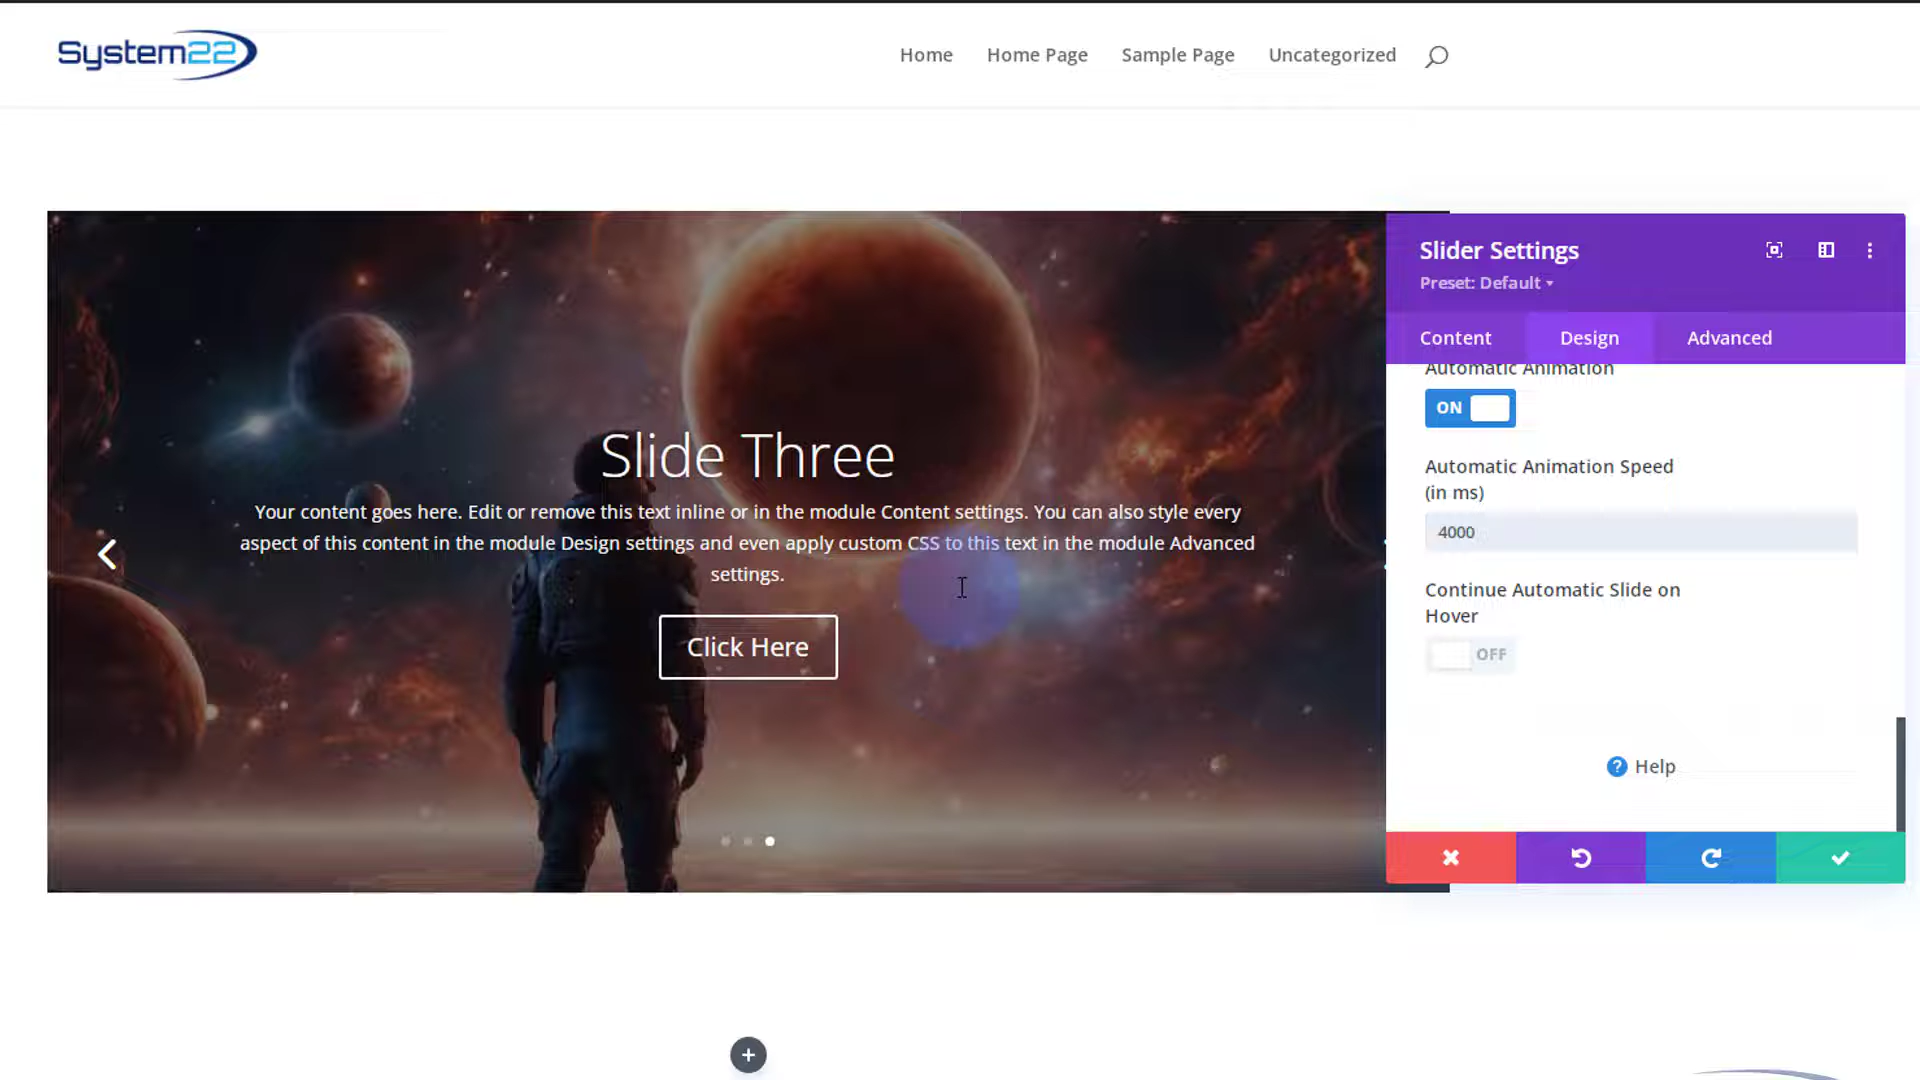 System22
Home
Home Page
Sample Page
Uncategorized
Slide Three
Your content goes here. Edit or remove this text inline or in the module Content settings. You can also style every
aspect of this content in the module Design settings and even apply custom CSS to this text in the module Advanced
settings.
Click Here
Slider Settings
Preset: Default
Content
Design
Advanced
Automatic Animation
ON
Automatic Animation Speed
(in ms)
4000
Continue Automatic Slide on
Hover
OFF
? Help